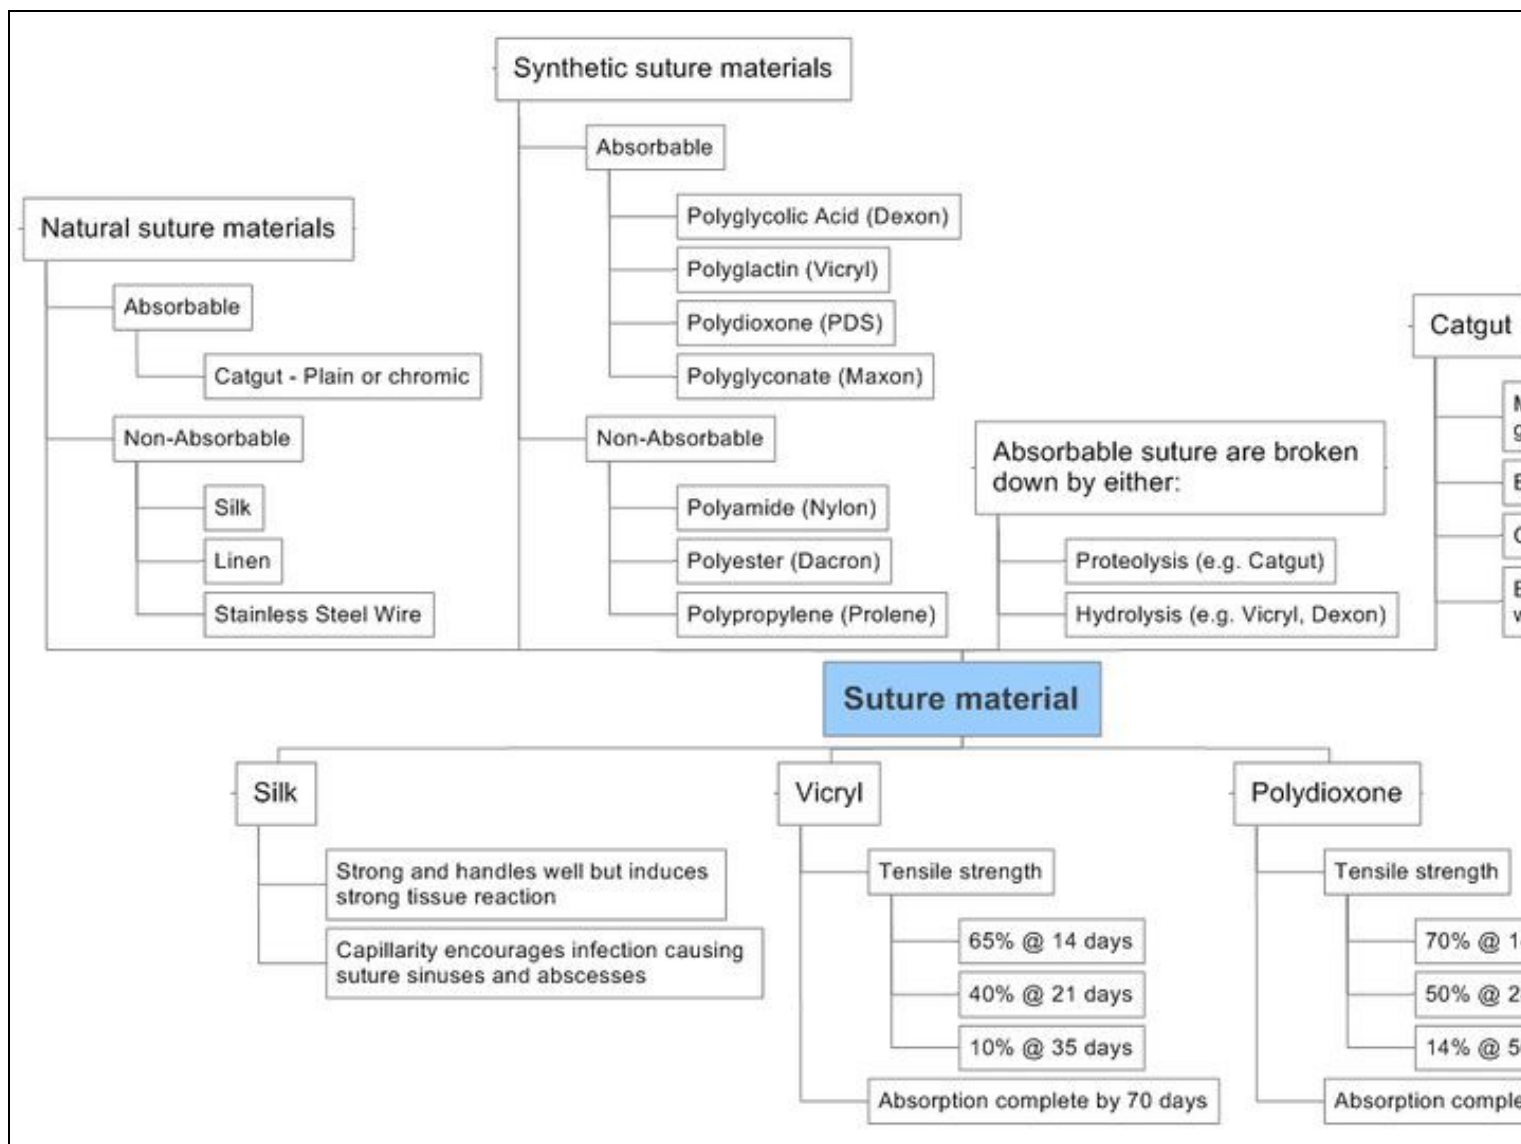 Synthetic suture materials
Absorbable
Polyglycolic Acid (Dexon)
Polyglactin (Vicryl)
Polydioxone (PDS)
Polyglyconate (Maxon)
Non-Absorbable
Polyamide (Nylon)
Polyester (Dacron)
Polypropylene (Prolene)
Natural suture materials
Absorbable
Catgut - Plain or chromic
Non-Absorbable
Silk
Linen
Stainless Steel Wire
Absorbable suture are broken
down by either:
Proteolysis (e.g. Catgut)
Hydrolysis (e.g. Vicryl, Dexon)
Catgut
Suture material
Silk
Strong and handles well but induces
strong tissue reaction
Capillarity encourages infection causing
suture sinuses and abscesses
Vicryl
Tensile strength
65% @ 14 days
40% @ 21 days
10% @ 35 days
Absorption complete by 70 days
Polydioxone
Tensile strength
70% @
50% @
14% @
Absorption